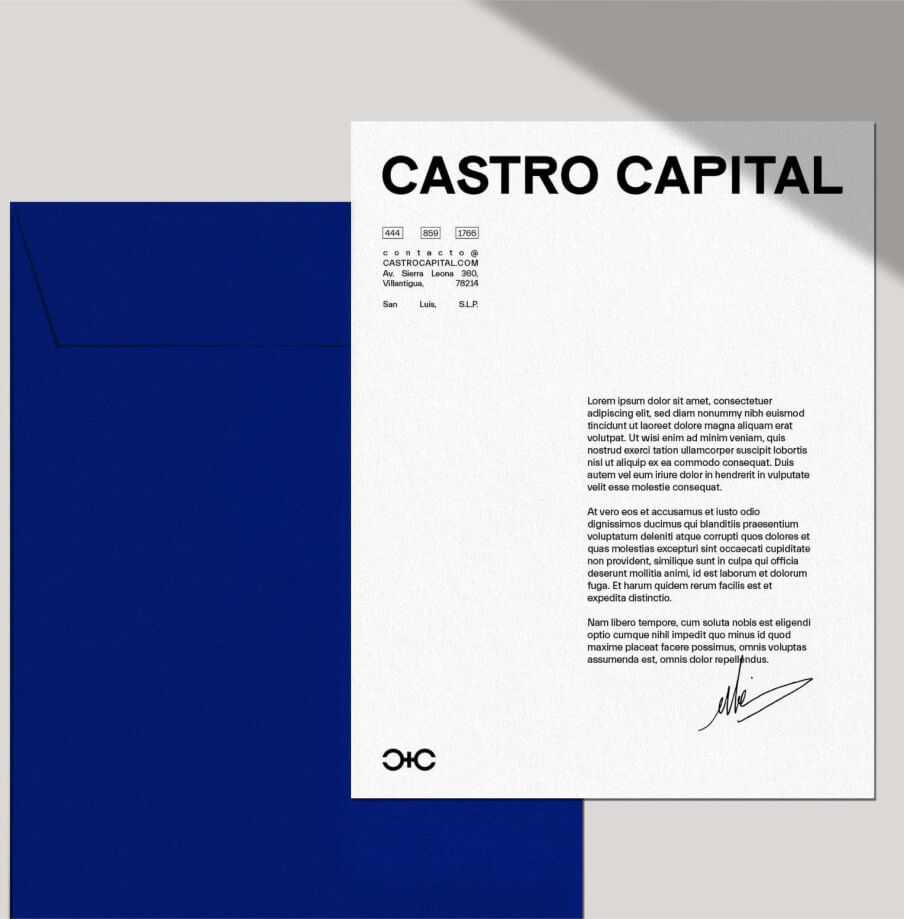 CASTRO CAPITAL
444 859 1766
contacto@
CASTROCAPITAL.COM
Av. Sierra Leona 360,
Villantigua, 78214
San Luis, S.L.P.
Lorem ipsum dolor sit amet, consectetuer
adipiscing elit, sed diam nonummy nibh euismod
tincidunt ut laoreet dolore magna aliquam erat
volutpat. Ut wisi enim ad minim veniam, quis
nostrud exerci tation ullamcorper suscipit lobortis
nisl ut aliquip ex ea commodo consequat. Duis
autem vel eum iriure dolor in hendrerit in vulputate
velit esse molestie consequat.
At vero eos et accusamus et iusto odio
dignissimos ducimus qui blanditiis praesentium
voluptatum deleniti atque corrupti quos dolores et
quas molestias excepturi sint occaecati cupiditate
non provident, similique sunt in culpa qui officia
deserunt mollitia animi, id est laborum et dolorum
fuga. Et harum quidem rerum facilis est et
expedita distinctio.
Nam libero tempore, cum soluta nobis est eligendi
optio cumque nihil impedit quo minus id quod
maxime placeat facere possimus, omnis voluptas
assumenda est, omnis dolor repellendus.